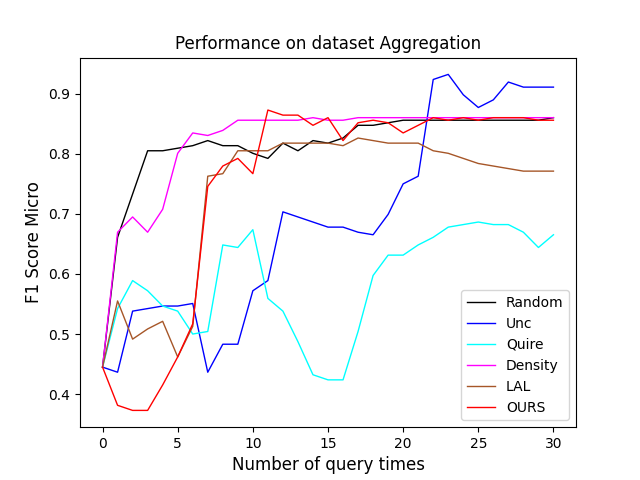 Performance on dataset Aggregation
F1 Score Micro
0.9
0.8
0.7
0.6
0.5
0.4
0 5 10 15 20 25 30
Number of query times
Random
Unc
Quire
Density
LAL
OURS